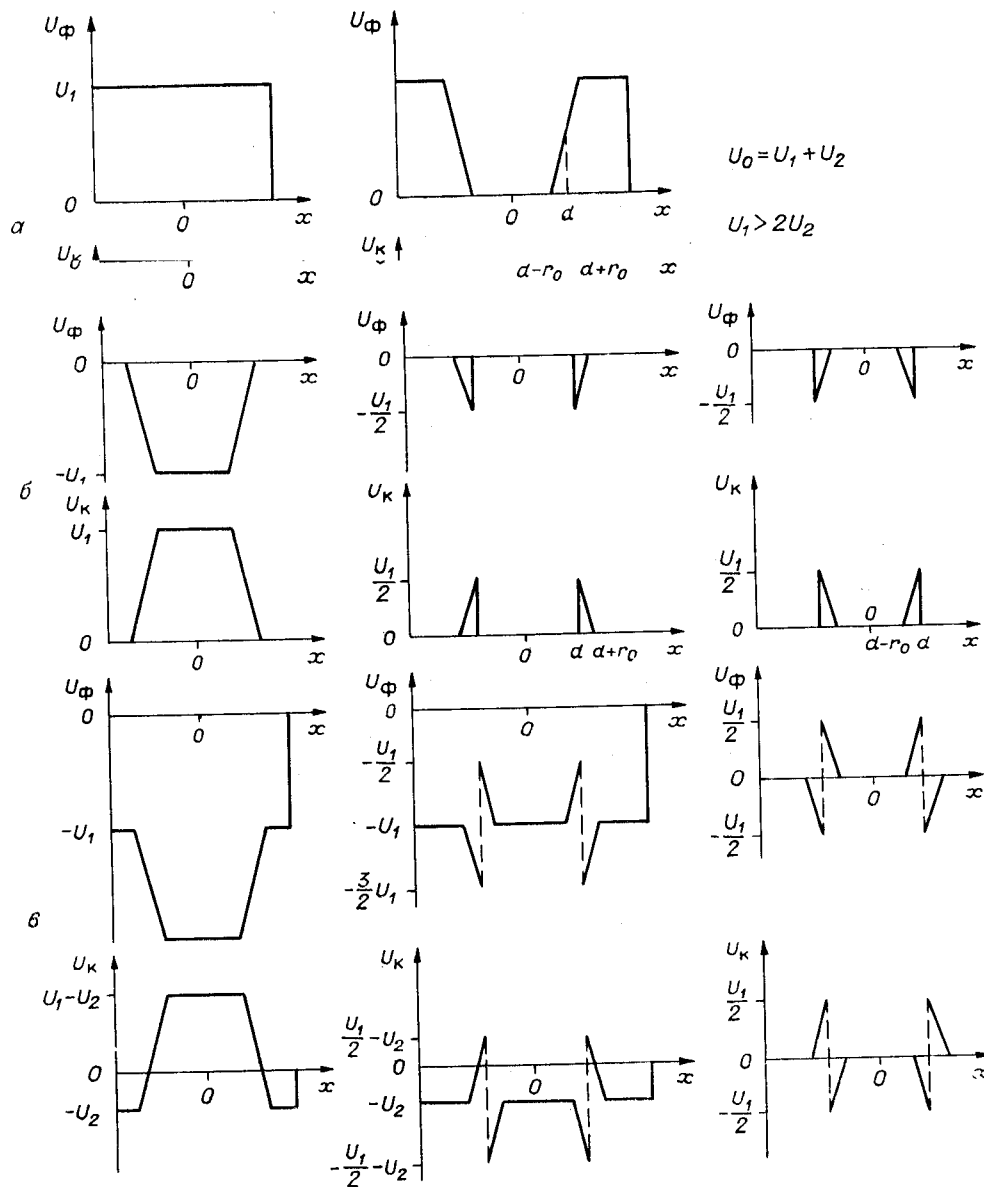 Uф Uф
U₁
0 0 x 0 0 d x
U₀=U₁+U₂
U₁>2U₂
а
Uк 0 x
d-r₀ d+r₀ x
Uф Uф Uф
0 0 x
0 0 x
0 0 x
-U₁
-U₁/2
-U₁/2
б
Uк Uк Uк
U₁
U₁/2
U₁/2
0 0 x
0 0 d d+r₀ x
0 0 d-r₀ d x
Uф Uф Uф
0 0 x
0 0 x
U₁/2
-U₁/2
0 0 x
-U₁
-U₁
-U₁/2
-3/2 U₁
в
Uк Uк Uк
U₁-U₂
U₁/2-U₂
U₁/2
0 0 x
0 0 x
0 0 x
-U₂
-U₂
-U₁/2
-U₁/2-U₂